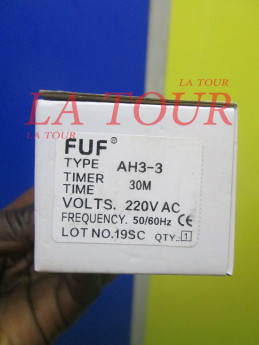 LA TOUR
LA TOUR
LA TOUR
FUF®
TYPE AH3-3
TIMER
TIME 30M
VOLTS. 220V AC
FREQUENCY. 50/60Hz CE
LOT NO.19SC QTY.:1